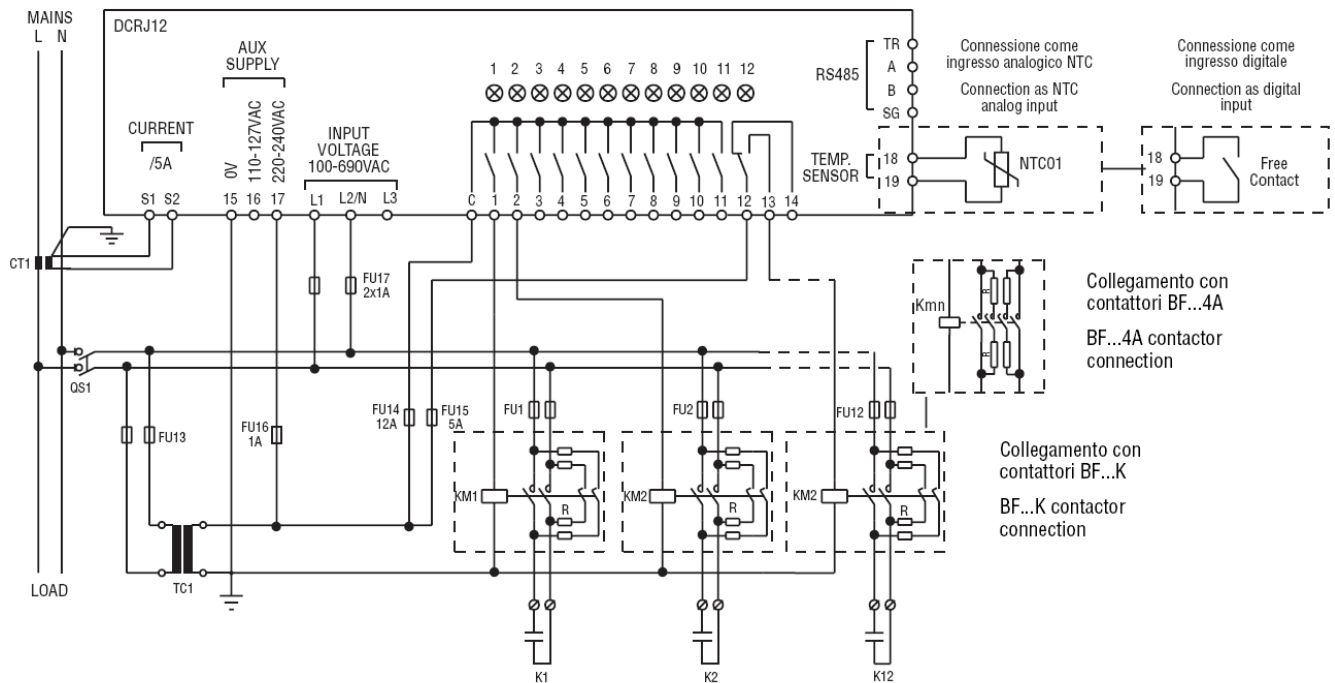 MAINS
L N
DCRJ12
AUX
SUPPLY
CURRENT
/5A
0V
110-127VAC
220-240VAC
INPUT
VOLTAGE
100-690VAC
1 2 3 4 5 6 7 8 9 10 11 12
RS485
TR
A
B
SG
TEMP.
SENSOR
18
19
NTC01
Connessione come
ingresso analogico NTC
Connection as NTC
analog input
Connessione come
ingresso digitale
Connection as digital
input
18
19
Free
Contact
S1 S2 15 16 17 L1 L2/N L3 C 1 2 3 4 5 6 7 8 9 10 11 12 13 14
CT1
FU17
2x1A
QS1
FU13
FU16
1A
FU14
12A
FU15
5A
FU1
FU2
FU12
Kmn
R
R
Collegamento con
contattori BF...4A
BF...4A contactor
connection
KM1
R
KM2
R
KM2
R
Collegamento con
contattori BF...K
BF...K contactor
connection
LOAD
TC1
K1
K2
K12